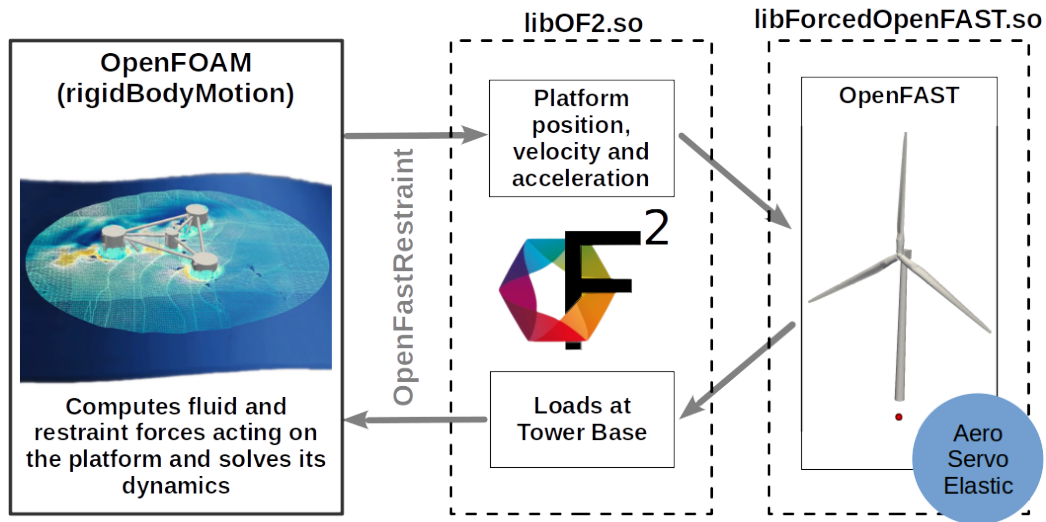 libOF2.so
libForcedOpenFAST.so
OpenFOAM
(rigidBodyMotion)
Computes fluid and
restraint forces acting on
the platform and solves its
dynamics
OpenFastRestraint
Platform
position,
velocity and
acceleration
F2
Loads at
Tower Base
OpenFAST
Aero
Servo
Elastic